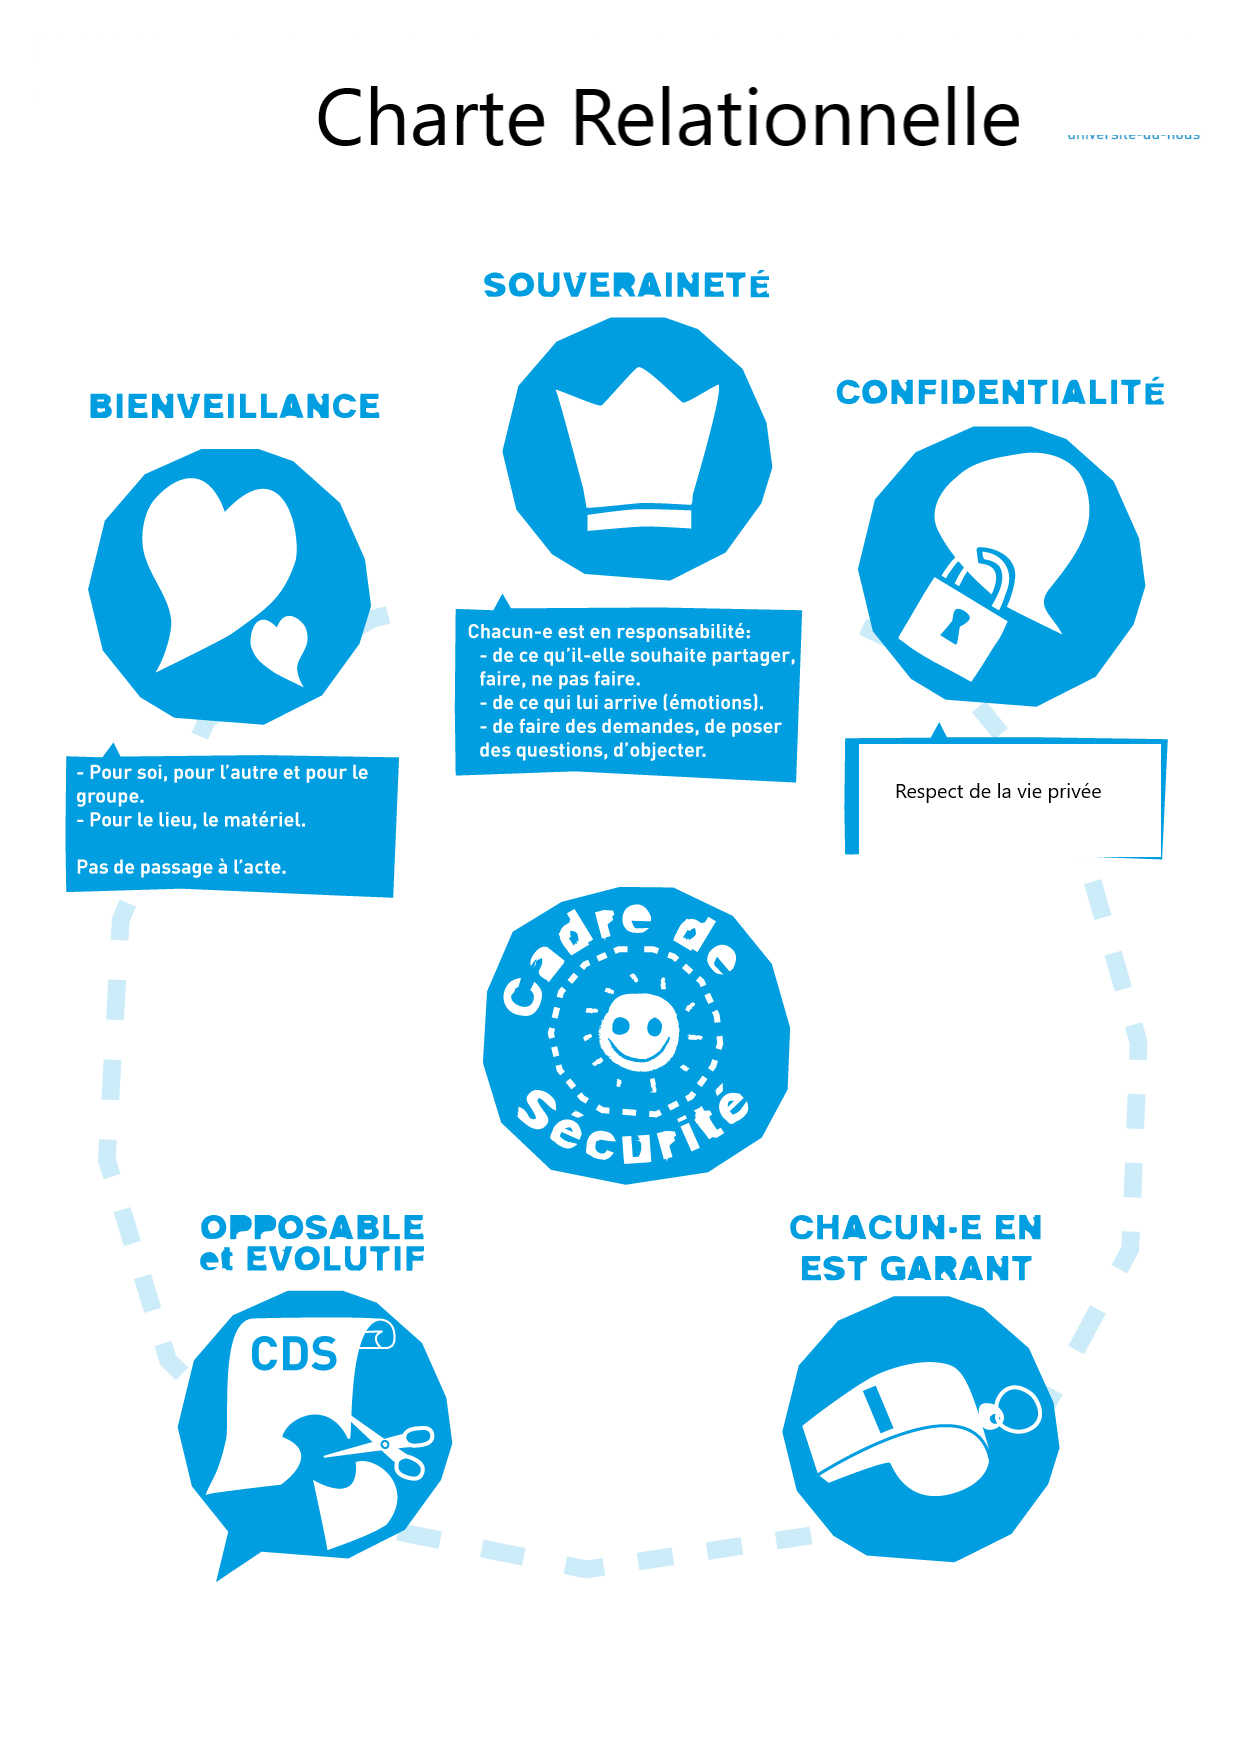 Charte Relationnelle
université-du-nous
SOUVERAINETÉ
CONFIDENTIALITÉ
BIENVEILLANCE
Chacun-e est en responsabilité:
- de ce qu'il-elle souhaite partager,
faire, ne pas faire.
- de ce qui lui arrive (émotions).
- de faire des demandes, de poser
des questions, d'objecter.
- Pour soi, pour l'autre et pour le
groupe.
- Pour le lieu, le matériel.
Pas de passage à l'acte.
Respect de la vie privée
Cadre de
Sécurité
OPPOSABLE
et EVOLUTIF
CHACUN-E EN
EST GARANT
CDS